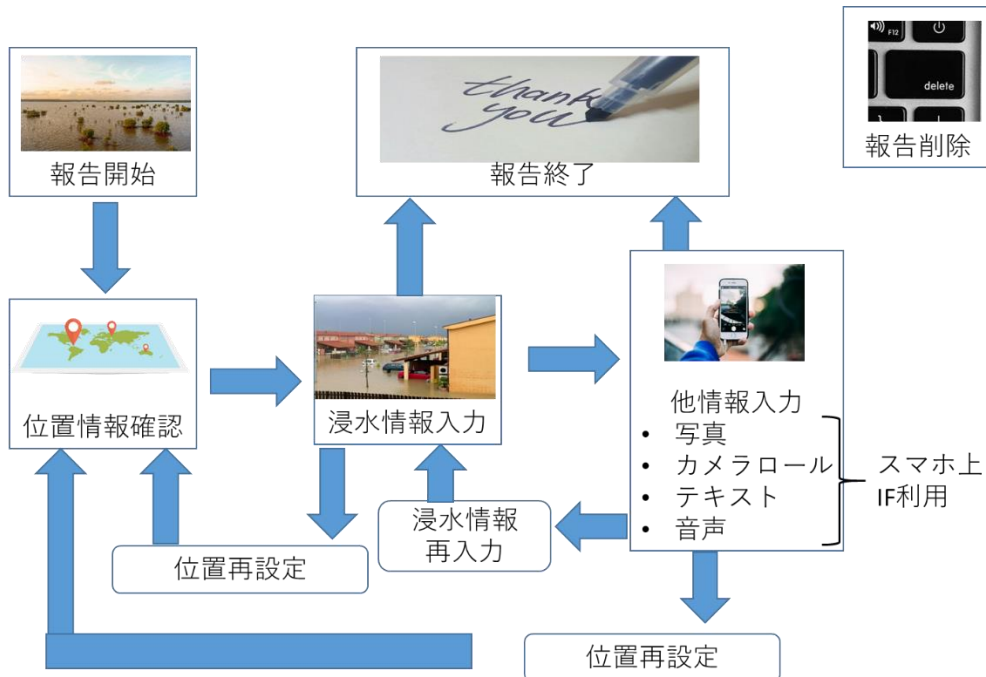 F12
delete
報告削除
報告開始
thank
you
報告終了
位置情報確認
浸水情報入力
他情報入力
• 写真
• カメラロール
• テキスト
• 音声
スマホ上
IF利用
浸水情報
再入力
位置再設定
位置再設定